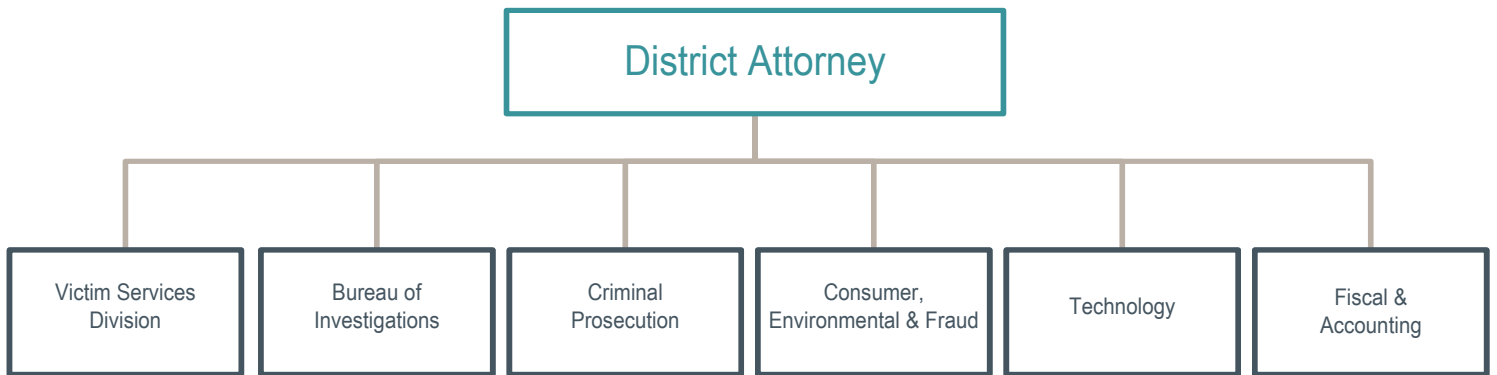 District Attorney
Victim Services
Division
Bureau of
Investigations
Criminal
Prosecution
Consumer,
Environmental & Fraud
Technology
Fiscal &
Accounting